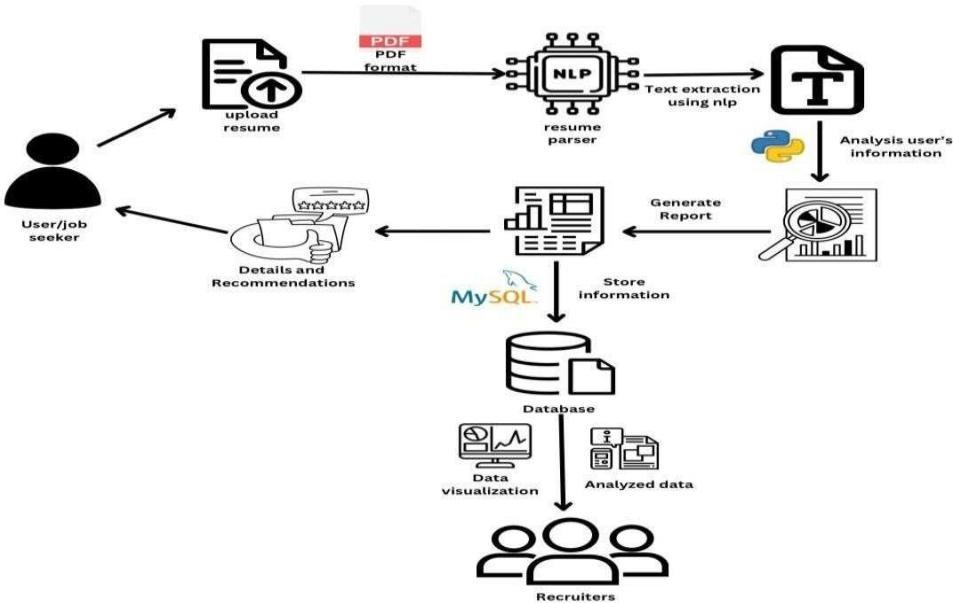 PDF
PDF
format
upload
resume
NLP
resume
parser
Text extraction
using nlp
T
Analysis user's
information
User/job
seeker
Details and
Recommendations
Generate
Report
MySQL
Store
information
Database
Data
visualization
Analyzed data
Recruiters